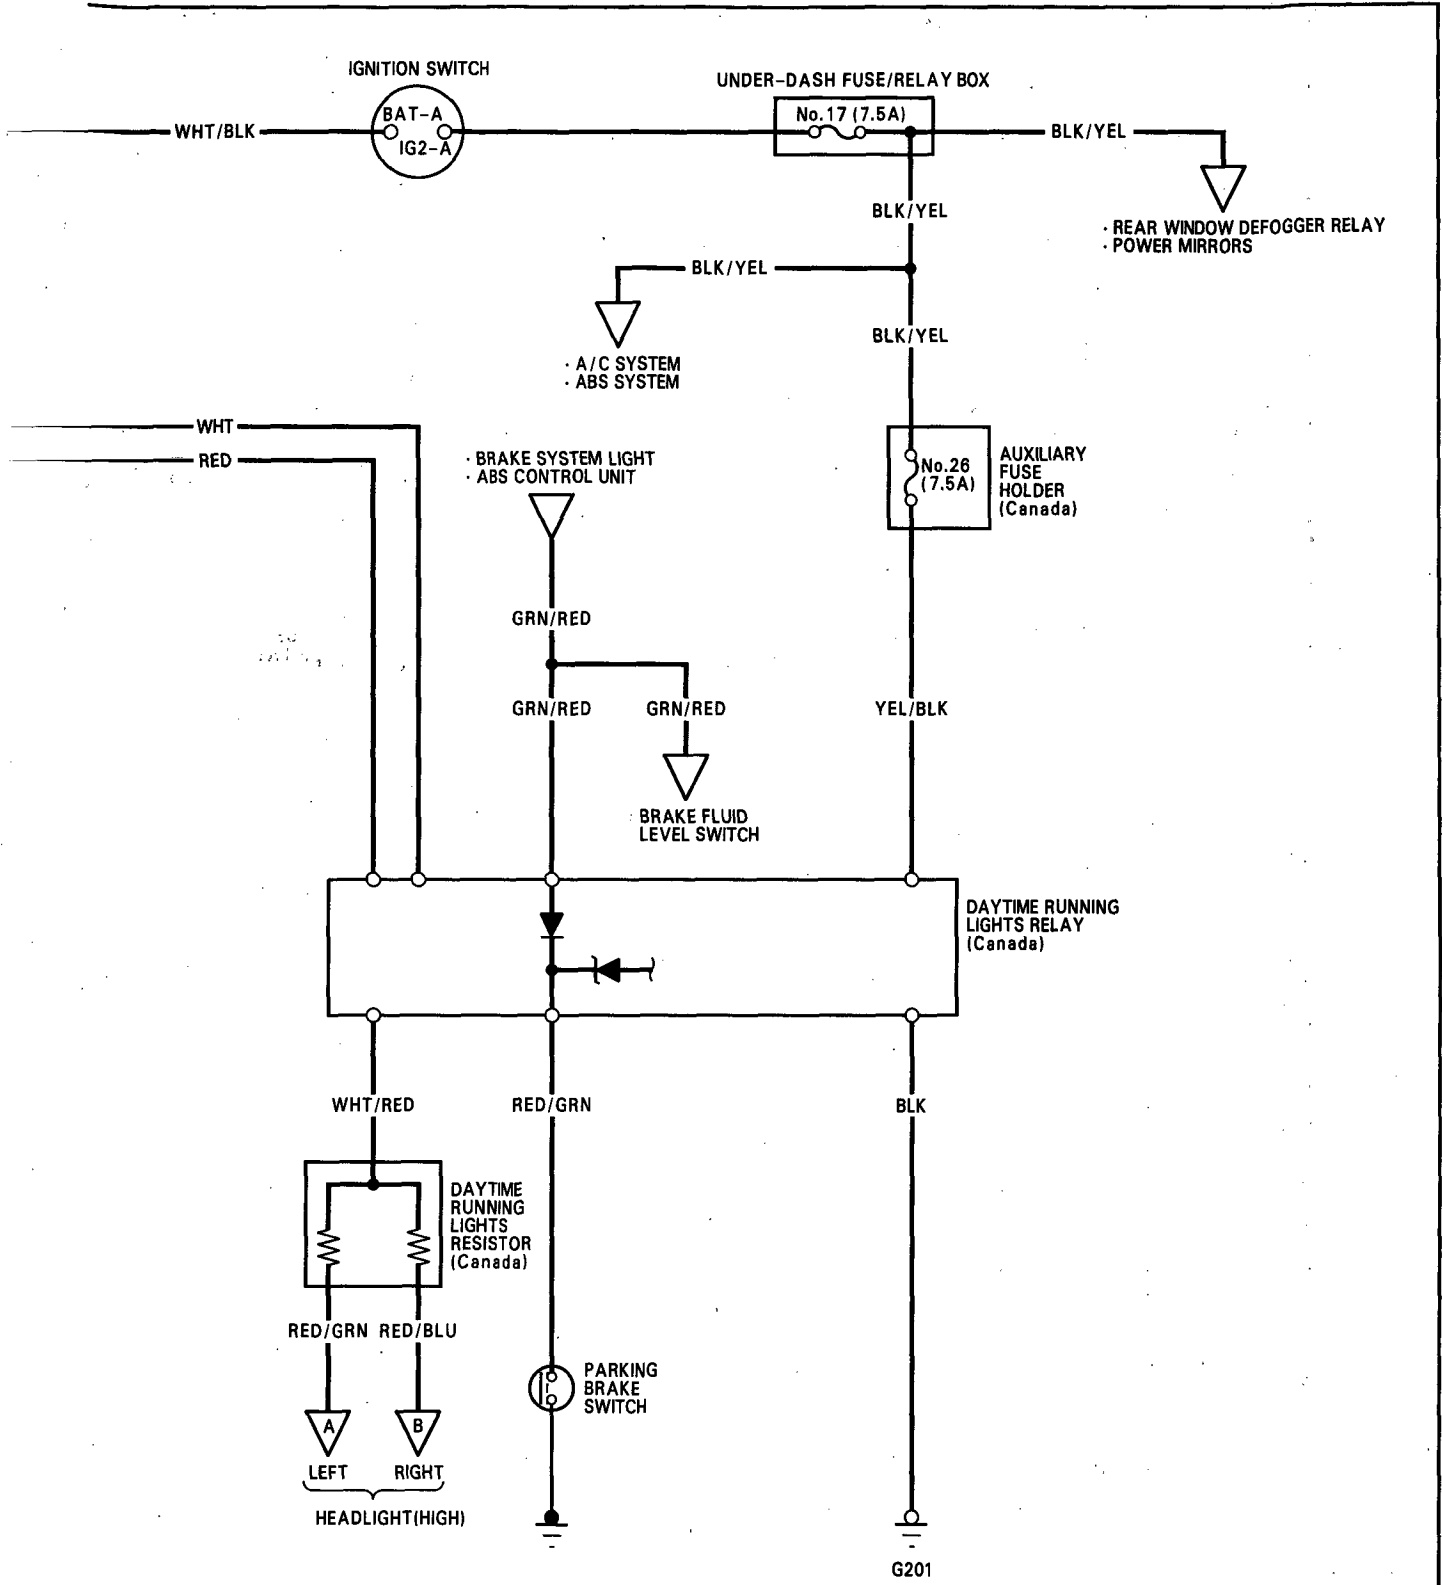 IGNITION SWITCH
BAT-A
IG2-A
WHT/BLK
UNDER-DASH FUSE/RELAY BOX
No.17 (7.5A)
BLK/YEL
· REAR WINDOW DEFOGGER RELAY
· POWER MIRRORS
BLK/YEL
BLK/YEL
· A/C SYSTEM
· ABS SYSTEM
BLK/YEL
WHT
RED
· BRAKE SYSTEM LIGHT
· ABS CONTROL UNIT
No.26
(7.5A)
AUXILIARY
FUSE
HOLDER
(Canada)
GRN/RED
GRN/RED
GRN/RED
YEL/BLK
BRAKE FLUID
LEVEL SWITCH
DAYTIME RUNNING
LIGHTS RELAY
(Canada)
WHT/RED
RED/GRN
BLK
DAYTIME
RUNNING
LIGHTS
RESISTOR
(Canada)
RED/GRN
RED/BLU
PARKING
BRAKE
SWITCH
A
B
LEFT
RIGHT
HEADLIGHT(HIGH)
G201